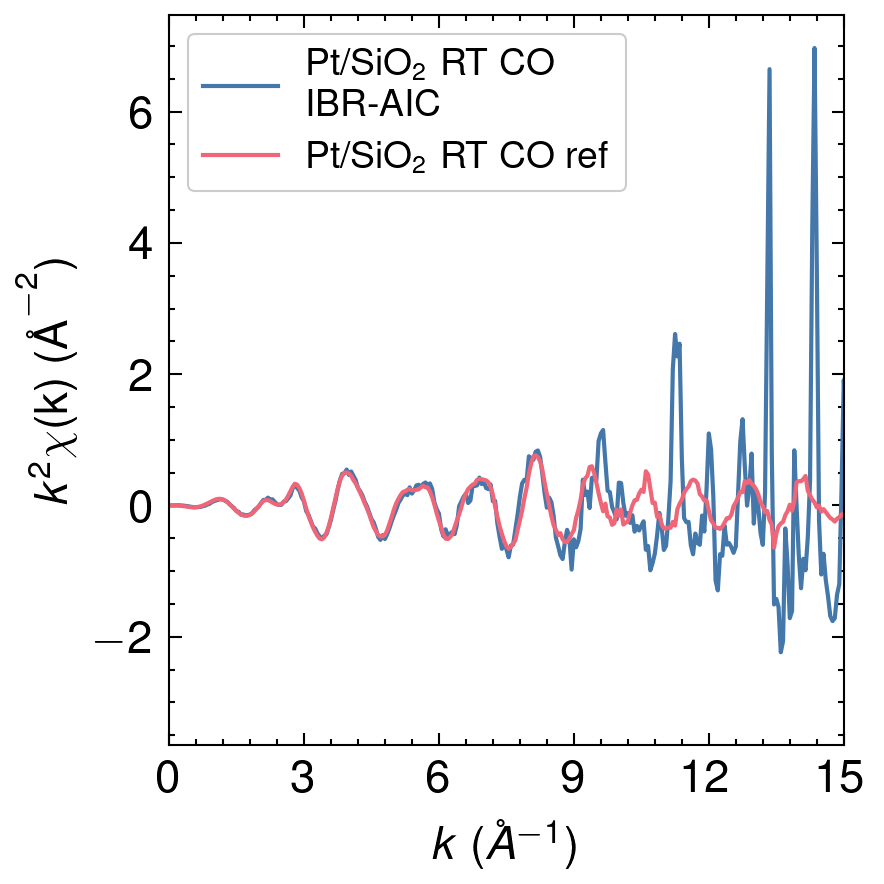 Pt/SiO₂ RT CO
IBR-AIC
Pt/SiO₂ RT CO ref
6
4
2
0
−2
k²χ(k) (Å⁻²)
0 3 6 9 12 15
k (Å⁻¹)